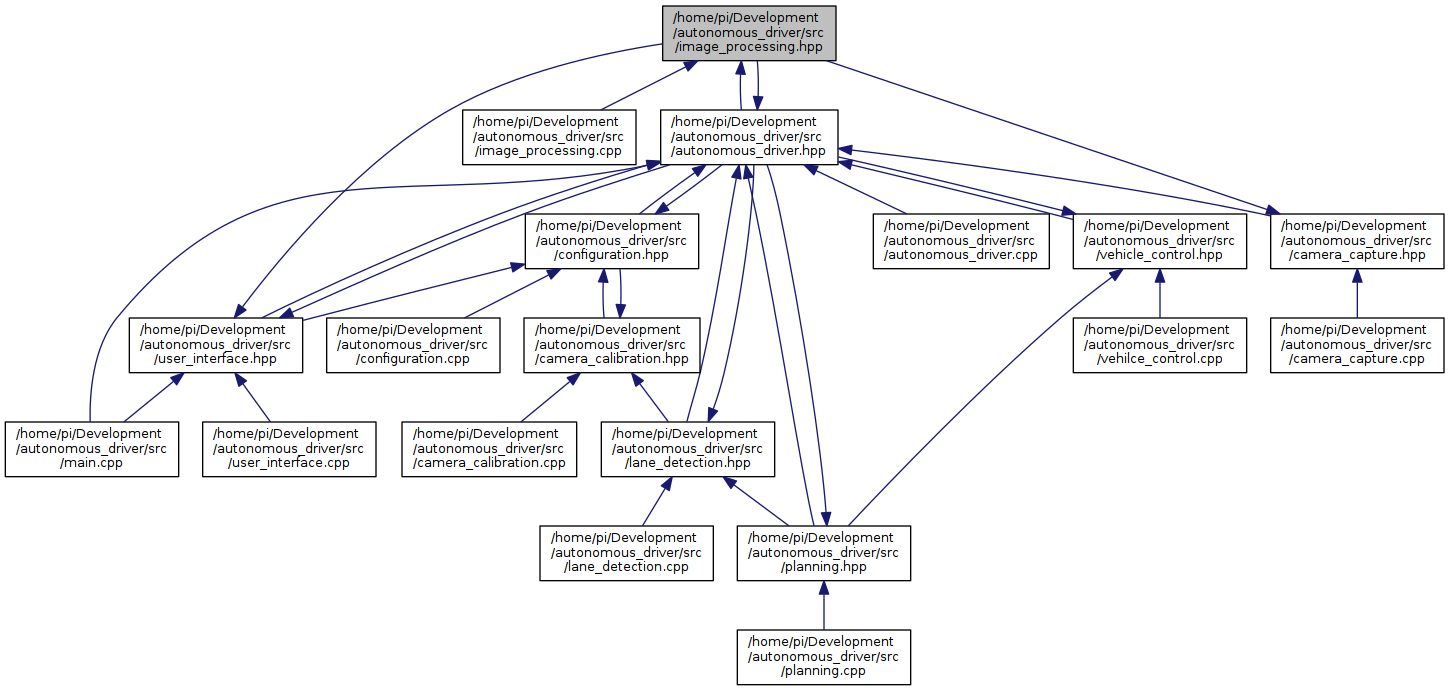 /home/pi/Development
/autonomous_driver/src
/image_processing.hpp
/home/pi/Development
/autonomous_driver/src
/image_processing.cpp
/home/pi/Development
/autonomous_driver/src
/autonomous_driver.hpp
/home/pi/Development
/autonomous_driver/src
/configuration.hpp
/home/pi/Development
/autonomous_driver/src
/autonomous_driver.cpp
/home/pi/Development
/autonomous_driver/src
/vehicle_control.hpp
/home/pi/Development
/autonomous_driver/src
/camera_capture.hpp
/home/pi/Development
/autonomous_driver/src
/user_interface.hpp
/home/pi/Development
/autonomous_driver/src
/configuration.cpp
/home/pi/Development
/autonomous_driver/src
/camera_calibration.hpp
/home/pi/Development
/autonomous_driver/src
/vehilce_control.cpp
/home/pi/Development
/autonomous_driver/src
/camera_capture.cpp
/home/pi/Development
/autonomous_driver/src
/main.cpp
/home/pi/Development
/autonomous_driver/src
/user_interface.cpp
/home/pi/Development
/autonomous_driver/src
/camera_calibration.cpp
/home/pi/Development
/autonomous_driver/src
/lane_detection.hpp
/home/pi/Development
/autonomous_driver/src
/lane_detection.cpp
/home/pi/Development
/autonomous_driver/src
/planning.hpp
/home/pi/Development
/autonomous_driver/src
/planning.cpp